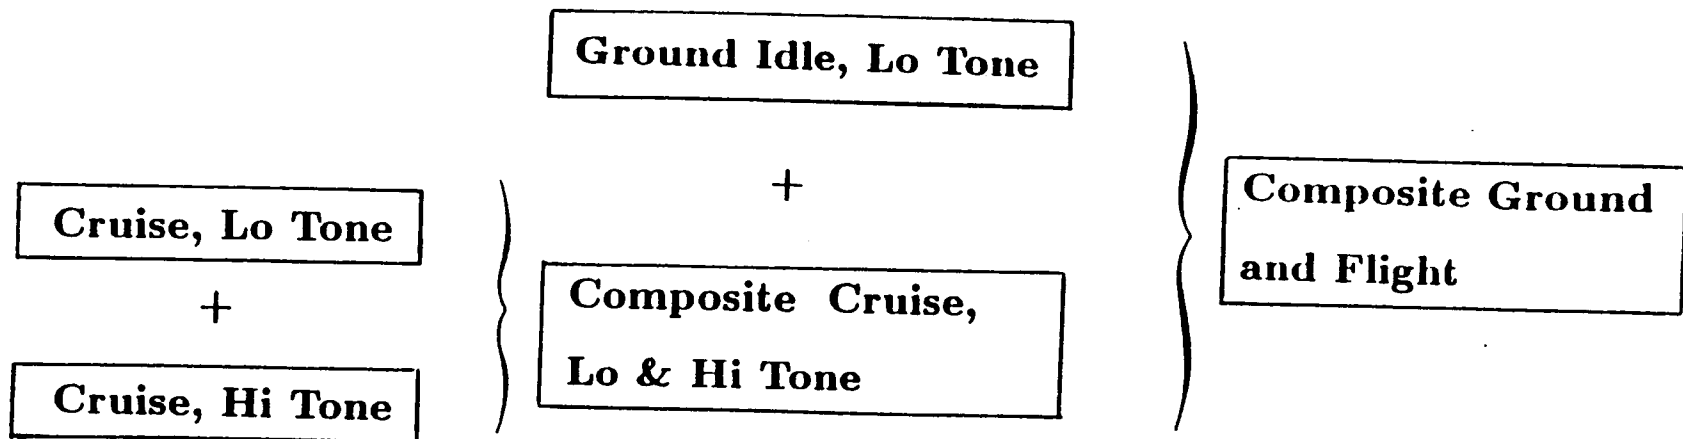 Ground Idle, Lo Tone
+
Cruise, Lo Tone
+
Cruise, Hi Tone
Composite Cruise,
Lo & Hi Tone
Composite Ground
and Flight